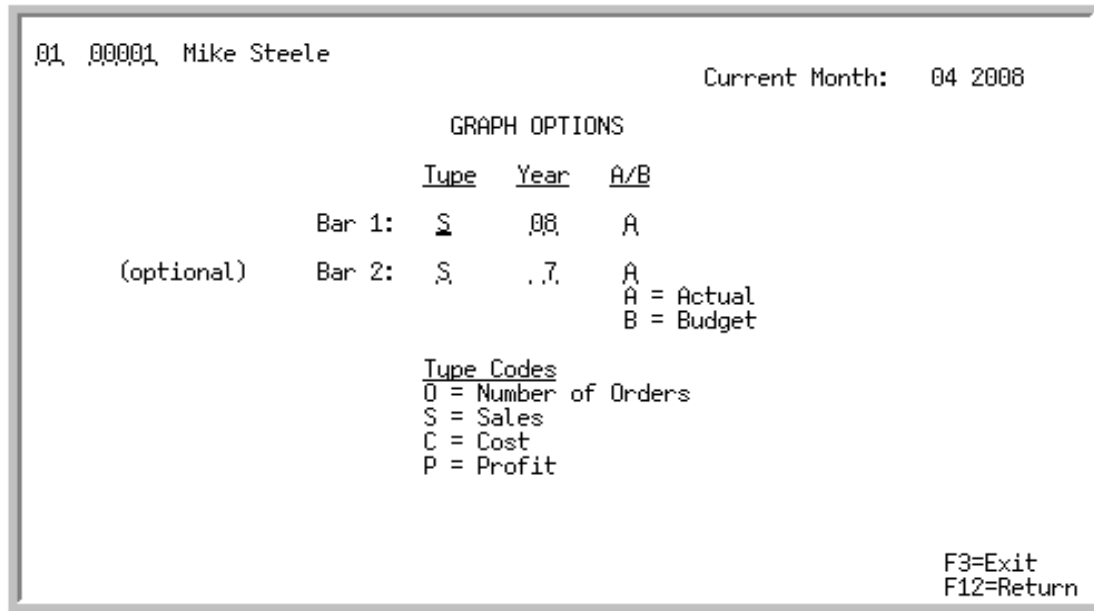 01 00001 Mike Steele
Current Month: 04 2008
GRAPH OPTIONS
Type Year A/B
Bar 1: S 08 A
(optional) Bar 2: S 7 A
A = Actual
B = Budget
Type Codes
O = Number of Orders
S = Sales
C = Cost
P = Profit
F3=Exit
F12=Return